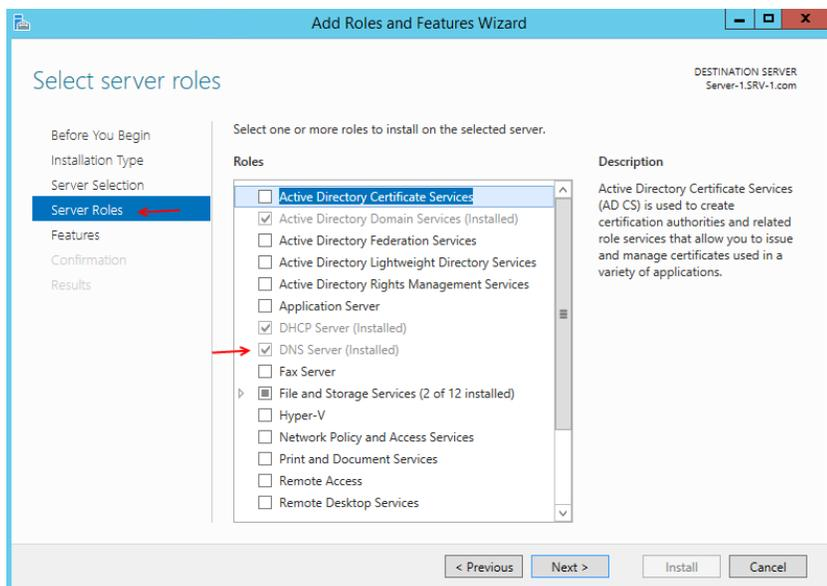 Add Roles and Features Wizard
Select server roles
DESTINATION SERVER
Server-1.SRV-1.com
Before You Begin
Installation Type
Server Selection
Server Roles
Features
Confirmation
Results
Select one or more roles to install on the selected server.
Roles
Active Directory Certificate Services
Active Directory Domain Services (Installed)
Active Directory Federation Services
Active Directory Lightweight Directory Services
Active Directory Rights Management Services
Application Server
DHCP Server (Installed)
DNS Server (Installed)
Fax Server
File and Storage Services (2 of 12 installed)
Hyper-V
Network Policy and Access Services
Print and Document Services
Remote Access
Remote Desktop Services
Description
Active Directory Certificate Services
(AD CS) is used to create
certification authorities and related
role services that allow you to issue
and manage certificates used in a
variety of applications.
< Previous
Next >
Install
Cancel